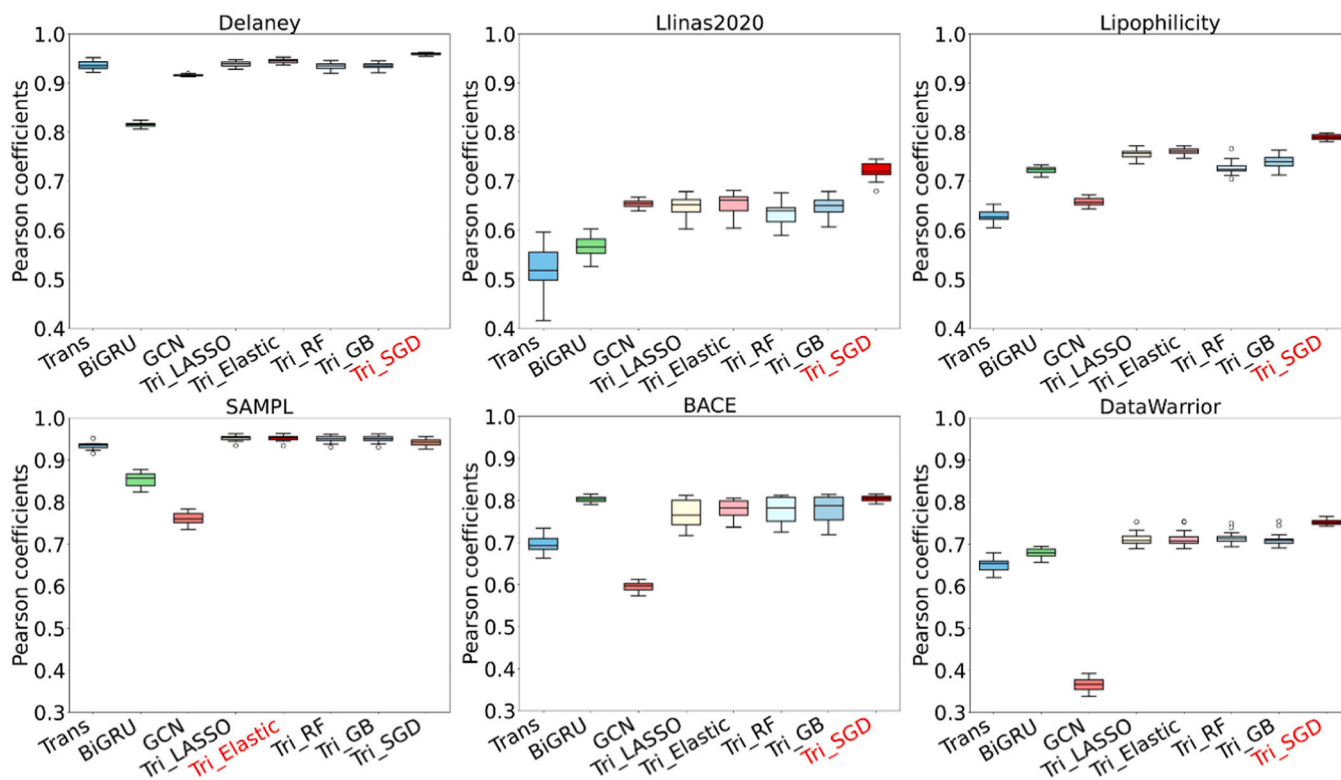 Delaney
Pearson coefficients
1.0
0.9
0.8
0.7
0.6
0.5
0.4
Trans
BiGRU
GCN
Tri_LASSO
Tri_Elastic
Tri_RF
Tri_GB
Tri_SGD
Llinas2020
Pearson coefficients
1.0
0.9
0.8
0.7
0.6
0.5
0.4
Trans
BiGRU
GCN
Tri_LASSO
Tri_Elastic
Tri_RF
Tri_GB
Tri_SGD
Lipophilicity
Pearson coefficients
1.0
0.9
0.8
0.7
0.6
0.5
0.4
Trans
BiGRU
GCN
Tri_LASSO
Tri_Elastic
Tri_RF
Tri_GB
Tri_SGD
SAMPL
Pearson coefficients
1.0
0.9
0.8
0.7
0.6
0.5
0.4
0.3
Trans
BiGRU
GCN
Tri_LASSO
Tri_Elastic
Tri_RF
Tri_GB
Tri_SGD
BACE
Pearson coefficients
1.0
0.9
0.8
0.7
0.6
0.5
0.4
0.3
Trans
BiGRU
GCN
Tri_LASSO
Tri_Elastic
Tri_RF
Tri_GB
Tri_SGD
DataWarrior
Pearson coefficients
1.0
0.9
0.8
0.7
0.6
0.5
0.4
0.3
Trans
BiGRU
GCN
Tri_LASSO
Tri_Elastic
Tri_RF
Tri_GB
Tri_SGD